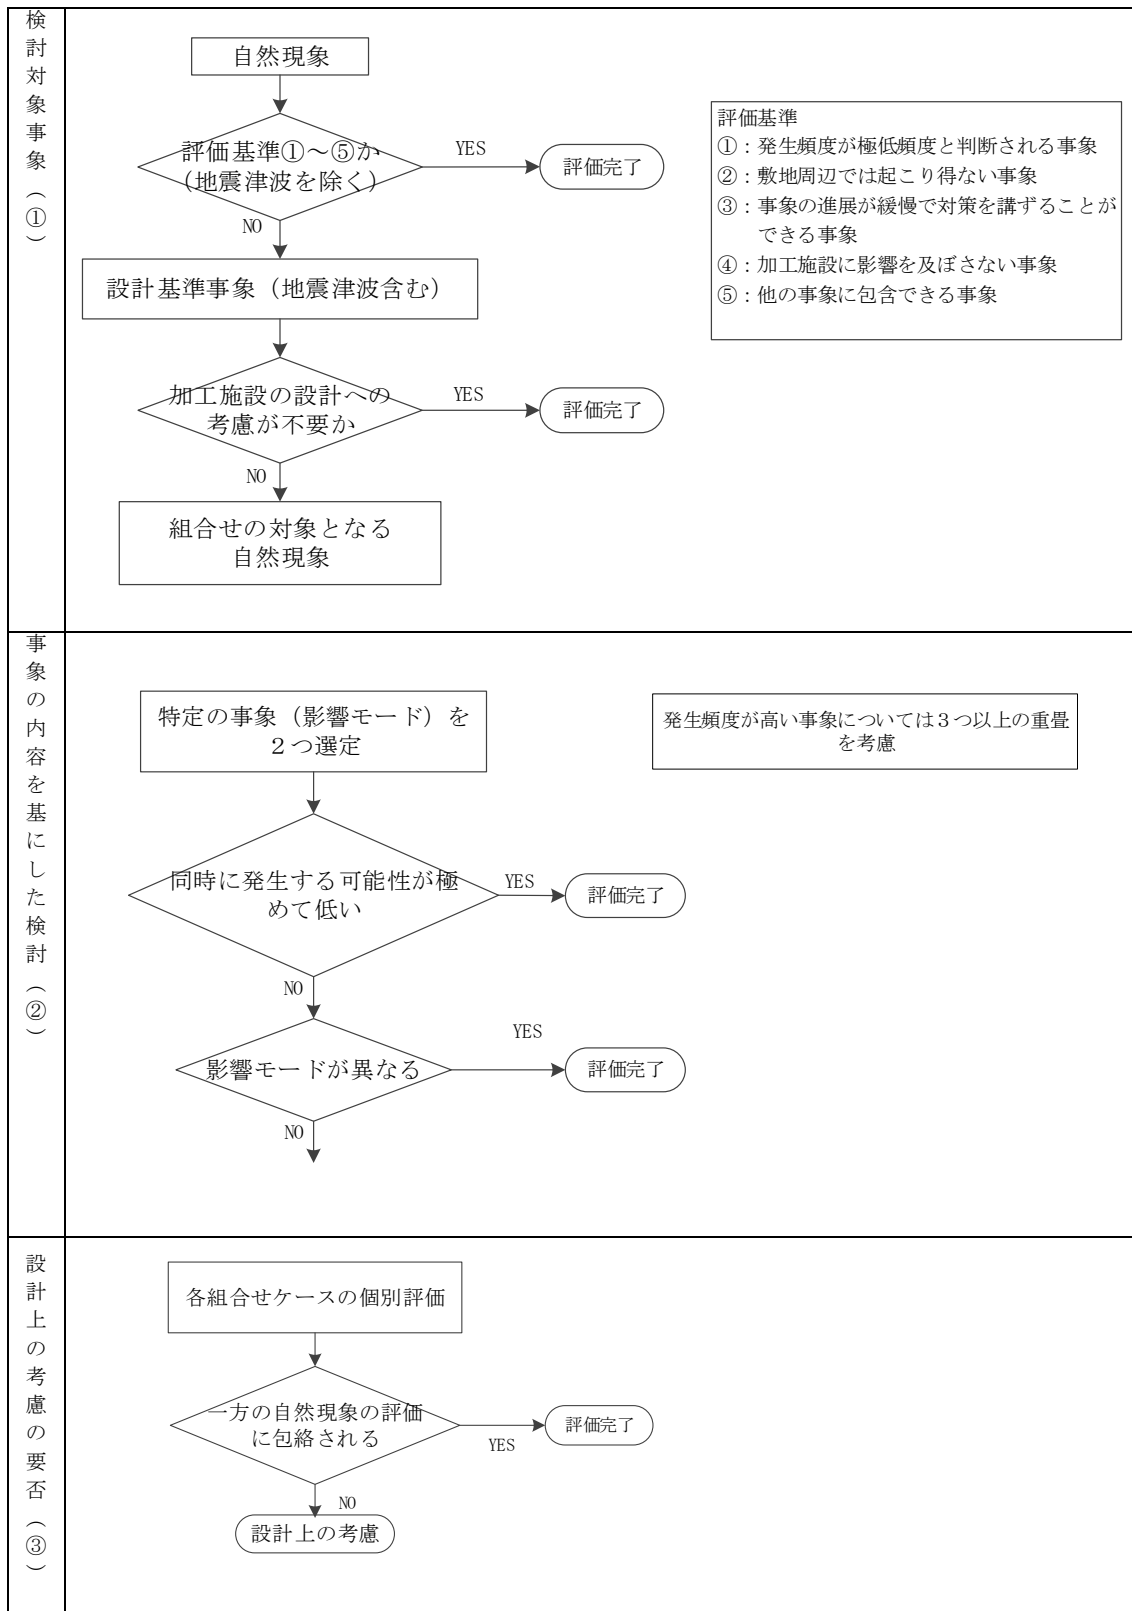 検討対象事象（①）
自然現象
評価基準①～⑤か
（地震津波を除く）
YES
評価完了
NO
設計基準事象（地震津波含む）
加工施設の設計への
考慮が不要か
YES
評価完了
NO
組合せの対象となる
自然現象
評価基準
①：発生頻度が極低頻度と判断される事象
②：敷地周辺では起こり得ない事象
③：事象の進展が緩慢で対策を講ずることが
できる事象
④：加工施設に影響を及ぼさない事象
⑤：他の事象に包含できる事象
事象の内容を基にした検討（②）
特定の事象（影響モード）を
２つ選定
発生頻度が高い事象については３つ以上の重畳
を考慮
同時に発生する可能性が極
めて低い
YES
評価完了
NO
影響モードが異なる
YES
評価完了
NO
設計上の考慮の要否（③）
各組合せケースの個別評価
一方の自然現象の評価
に包絡される
YES
評価完了
NO
設計上の考慮